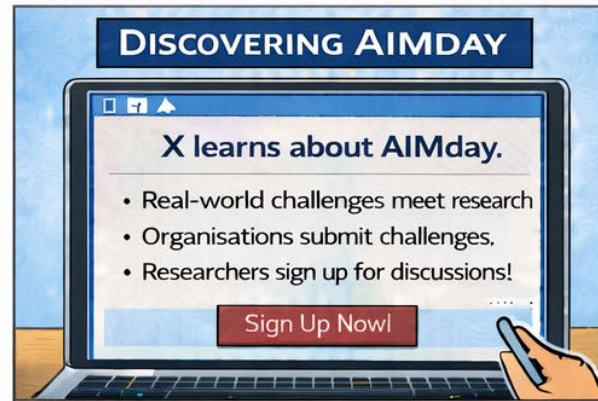 DISCOVERING AIMDAY
X learns about AIMday.
• Real-world challenges meet research
• Organisations submit challenges,
• Researchers sign up for discussions!
Sign Up Now!